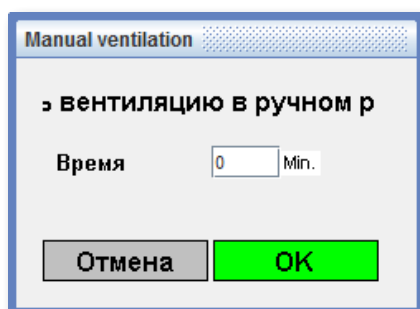 Manual ventilation
вентиляцию в ручном р
Время 0 Min.
Отмена OK